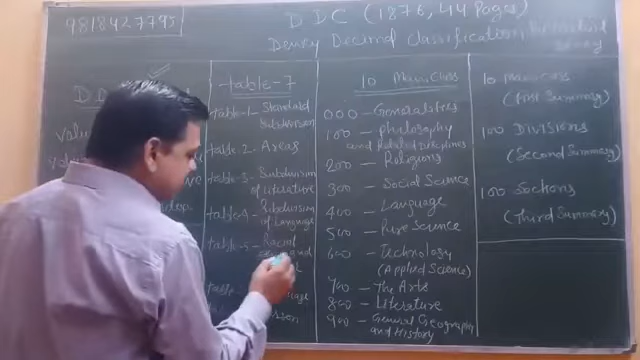 9818427795
DDC (1876, 44 Pages)
Dewey Decimal Classification
table-7
table-1- Standard
Subdivision
table-2- Areas
table-3- Subdivision
of Literature
table-4- Subdivision
of Language
table-5- Racial
10 Main Class
000 - Generalities
100 - Philosophy
and Related Disciplines
200 - Religions
300 - Social Science
400 - Language
500 - Pure Science
600 - Technology
(Applied Science)
700 - The Arts
800 - Literature
900 - General Geography
and History
10 Main Class
(First Summary)
100 Divisions
(Second Summary)
100 Sections
(Third Summary)